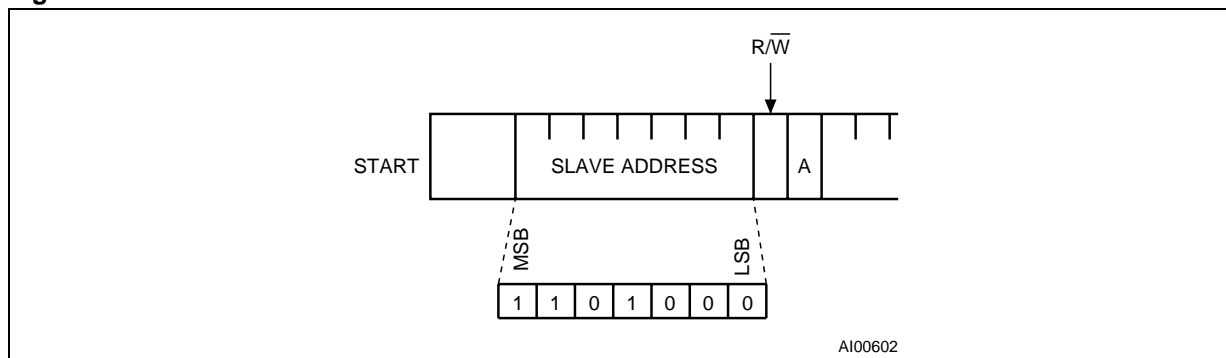 R/W̅
START
SLAVE ADDRESS
A
MSB
LSB
1 1 0 1 0 0 0
AI00602